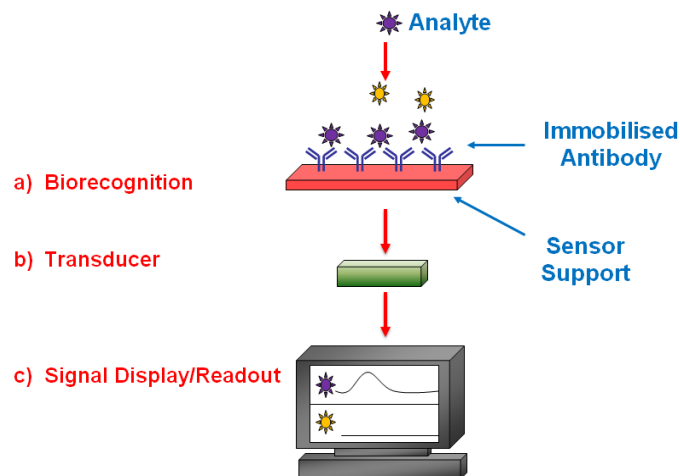 Analyte
Immobilised
Antibody
a) Biorecognition
Sensor
Support
b) Transducer
c) Signal Display/Readout